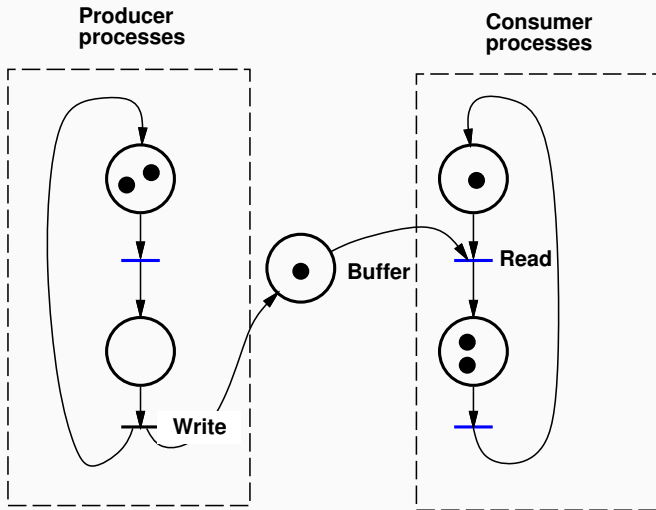 Producer
processes
Consumer
processes
Buffer
Read
Write